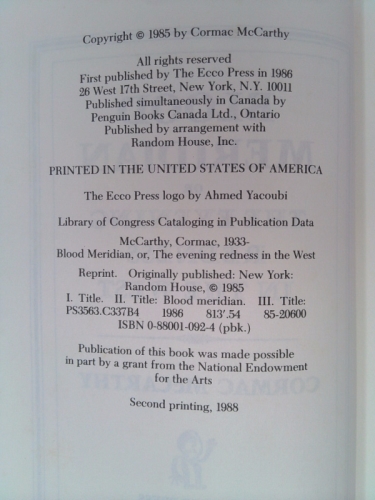 Copyright © 1985 by Cormac McCarthy
All rights reserved
First published by The Ecco Press in 1986
26 West 17th Street, New York, N.Y. 10011
Published simultaneously in Canada by
Penguin Books Canada Ltd., Ontario
Published by arrangement with
Random House, Inc.
PRINTED IN THE UNITED STATES OF AMERICA
The Ecco Press logo by Ahmed Yacoubi
Library of Congress Cataloging in Publication Data
McCarthy, Cormac, 1933-
Blood Meridian, or, The evening redness in the West
Reprint. Originally published: New York:
Random House, © 1985
I. Title. II. Title: Blood meridian. III. Title:
PS3563.C337B4 1986 813'.54 85-20600
ISBN 0-88001-092-4 (pbk.)
Publication of this book was made possible
in part by a grant from the National Endowment
for the Arts
Second printing, 1988